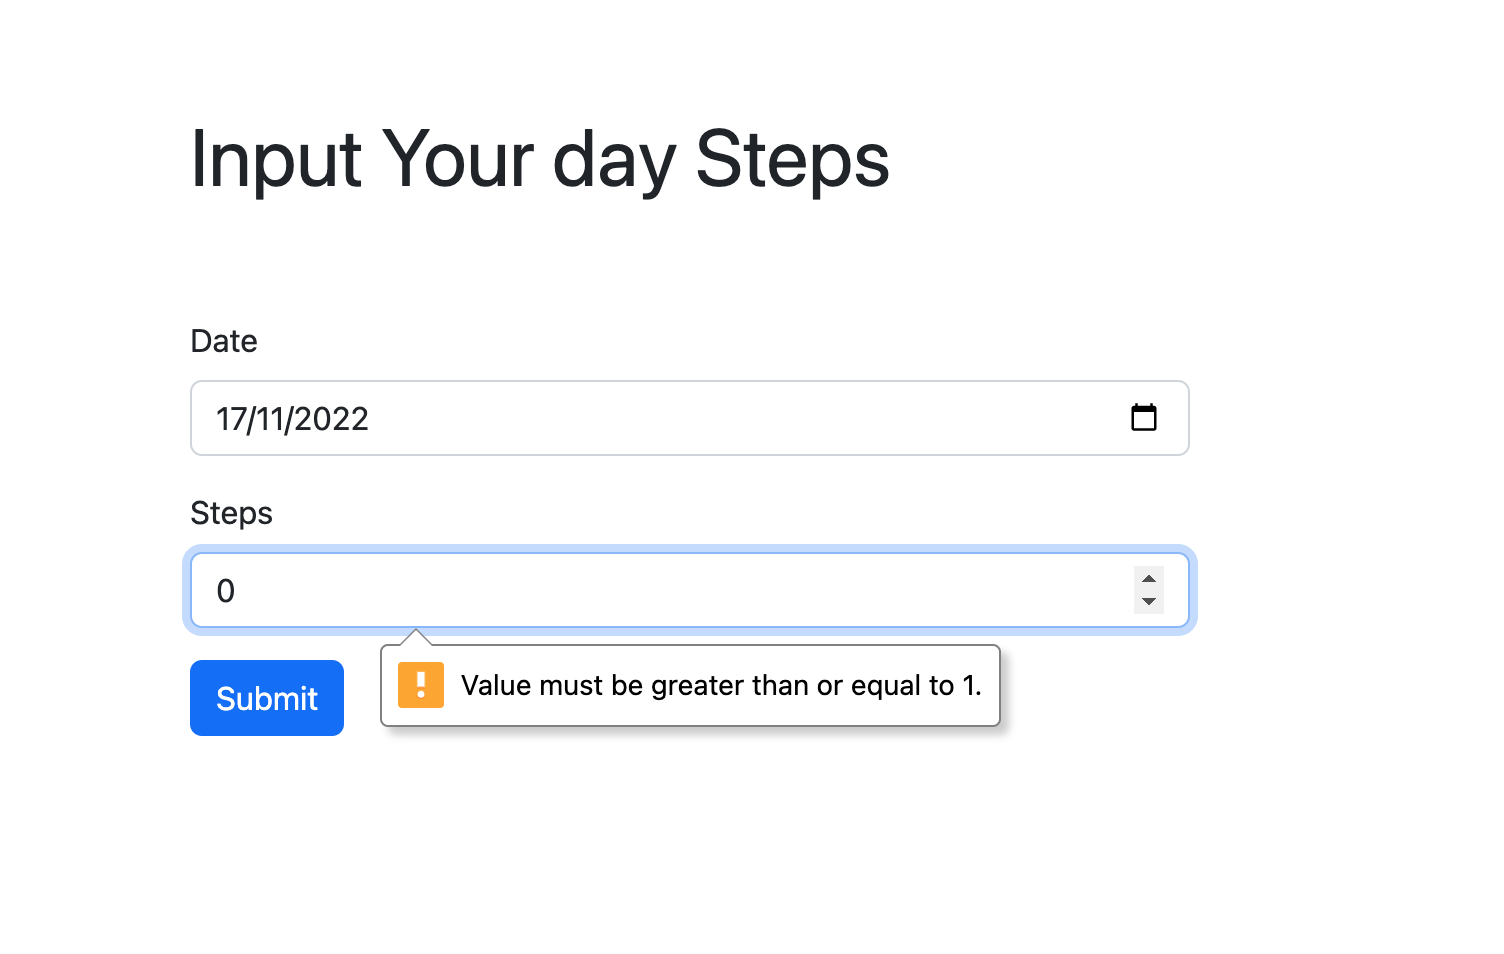 Input Your day Steps
Date
17/11/2022
Steps
0
Submit
Value must be greater than or equal to 1.